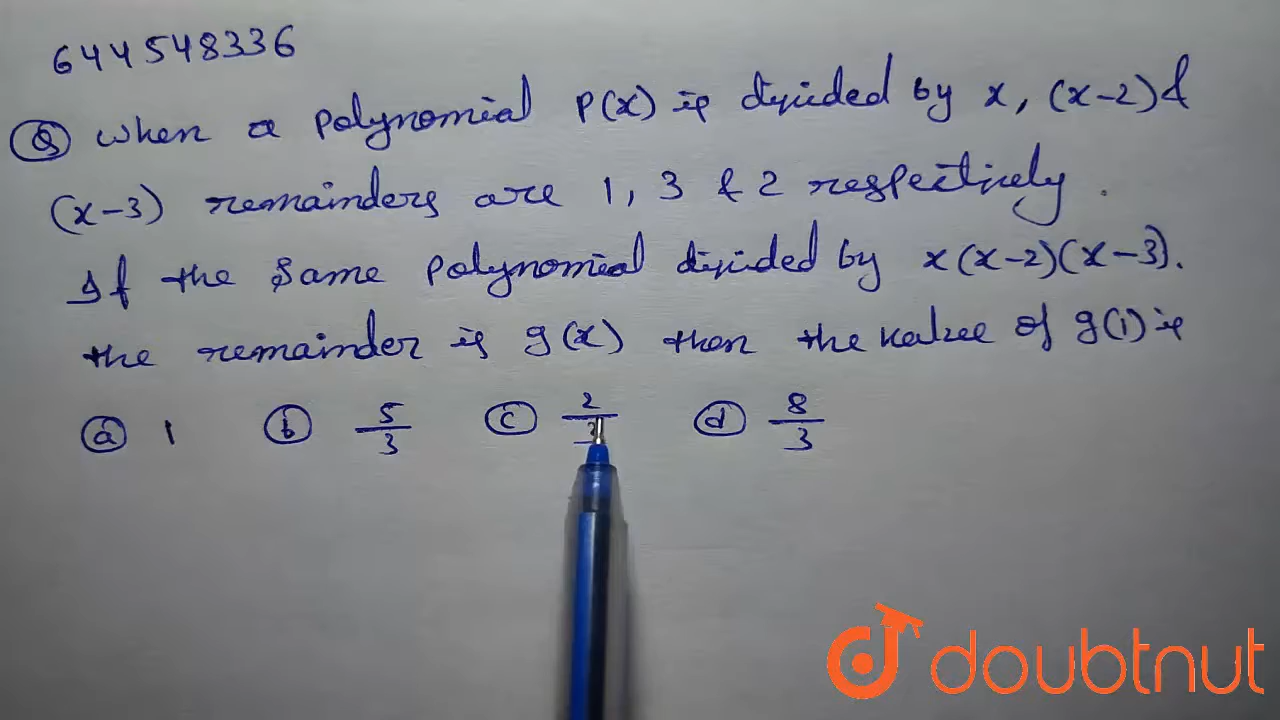 644548336
Q when a polynomial P(x) is divided by x, (x-2) &
(x-3) remainders are 1, 3 & 2 respectively.
If the same polynomial divided by x(x-2)(x-3).
the remainder is g(x) then the value of g(1) is
a 1 b 5/3 c 2/3 d 8/3
doubtnut